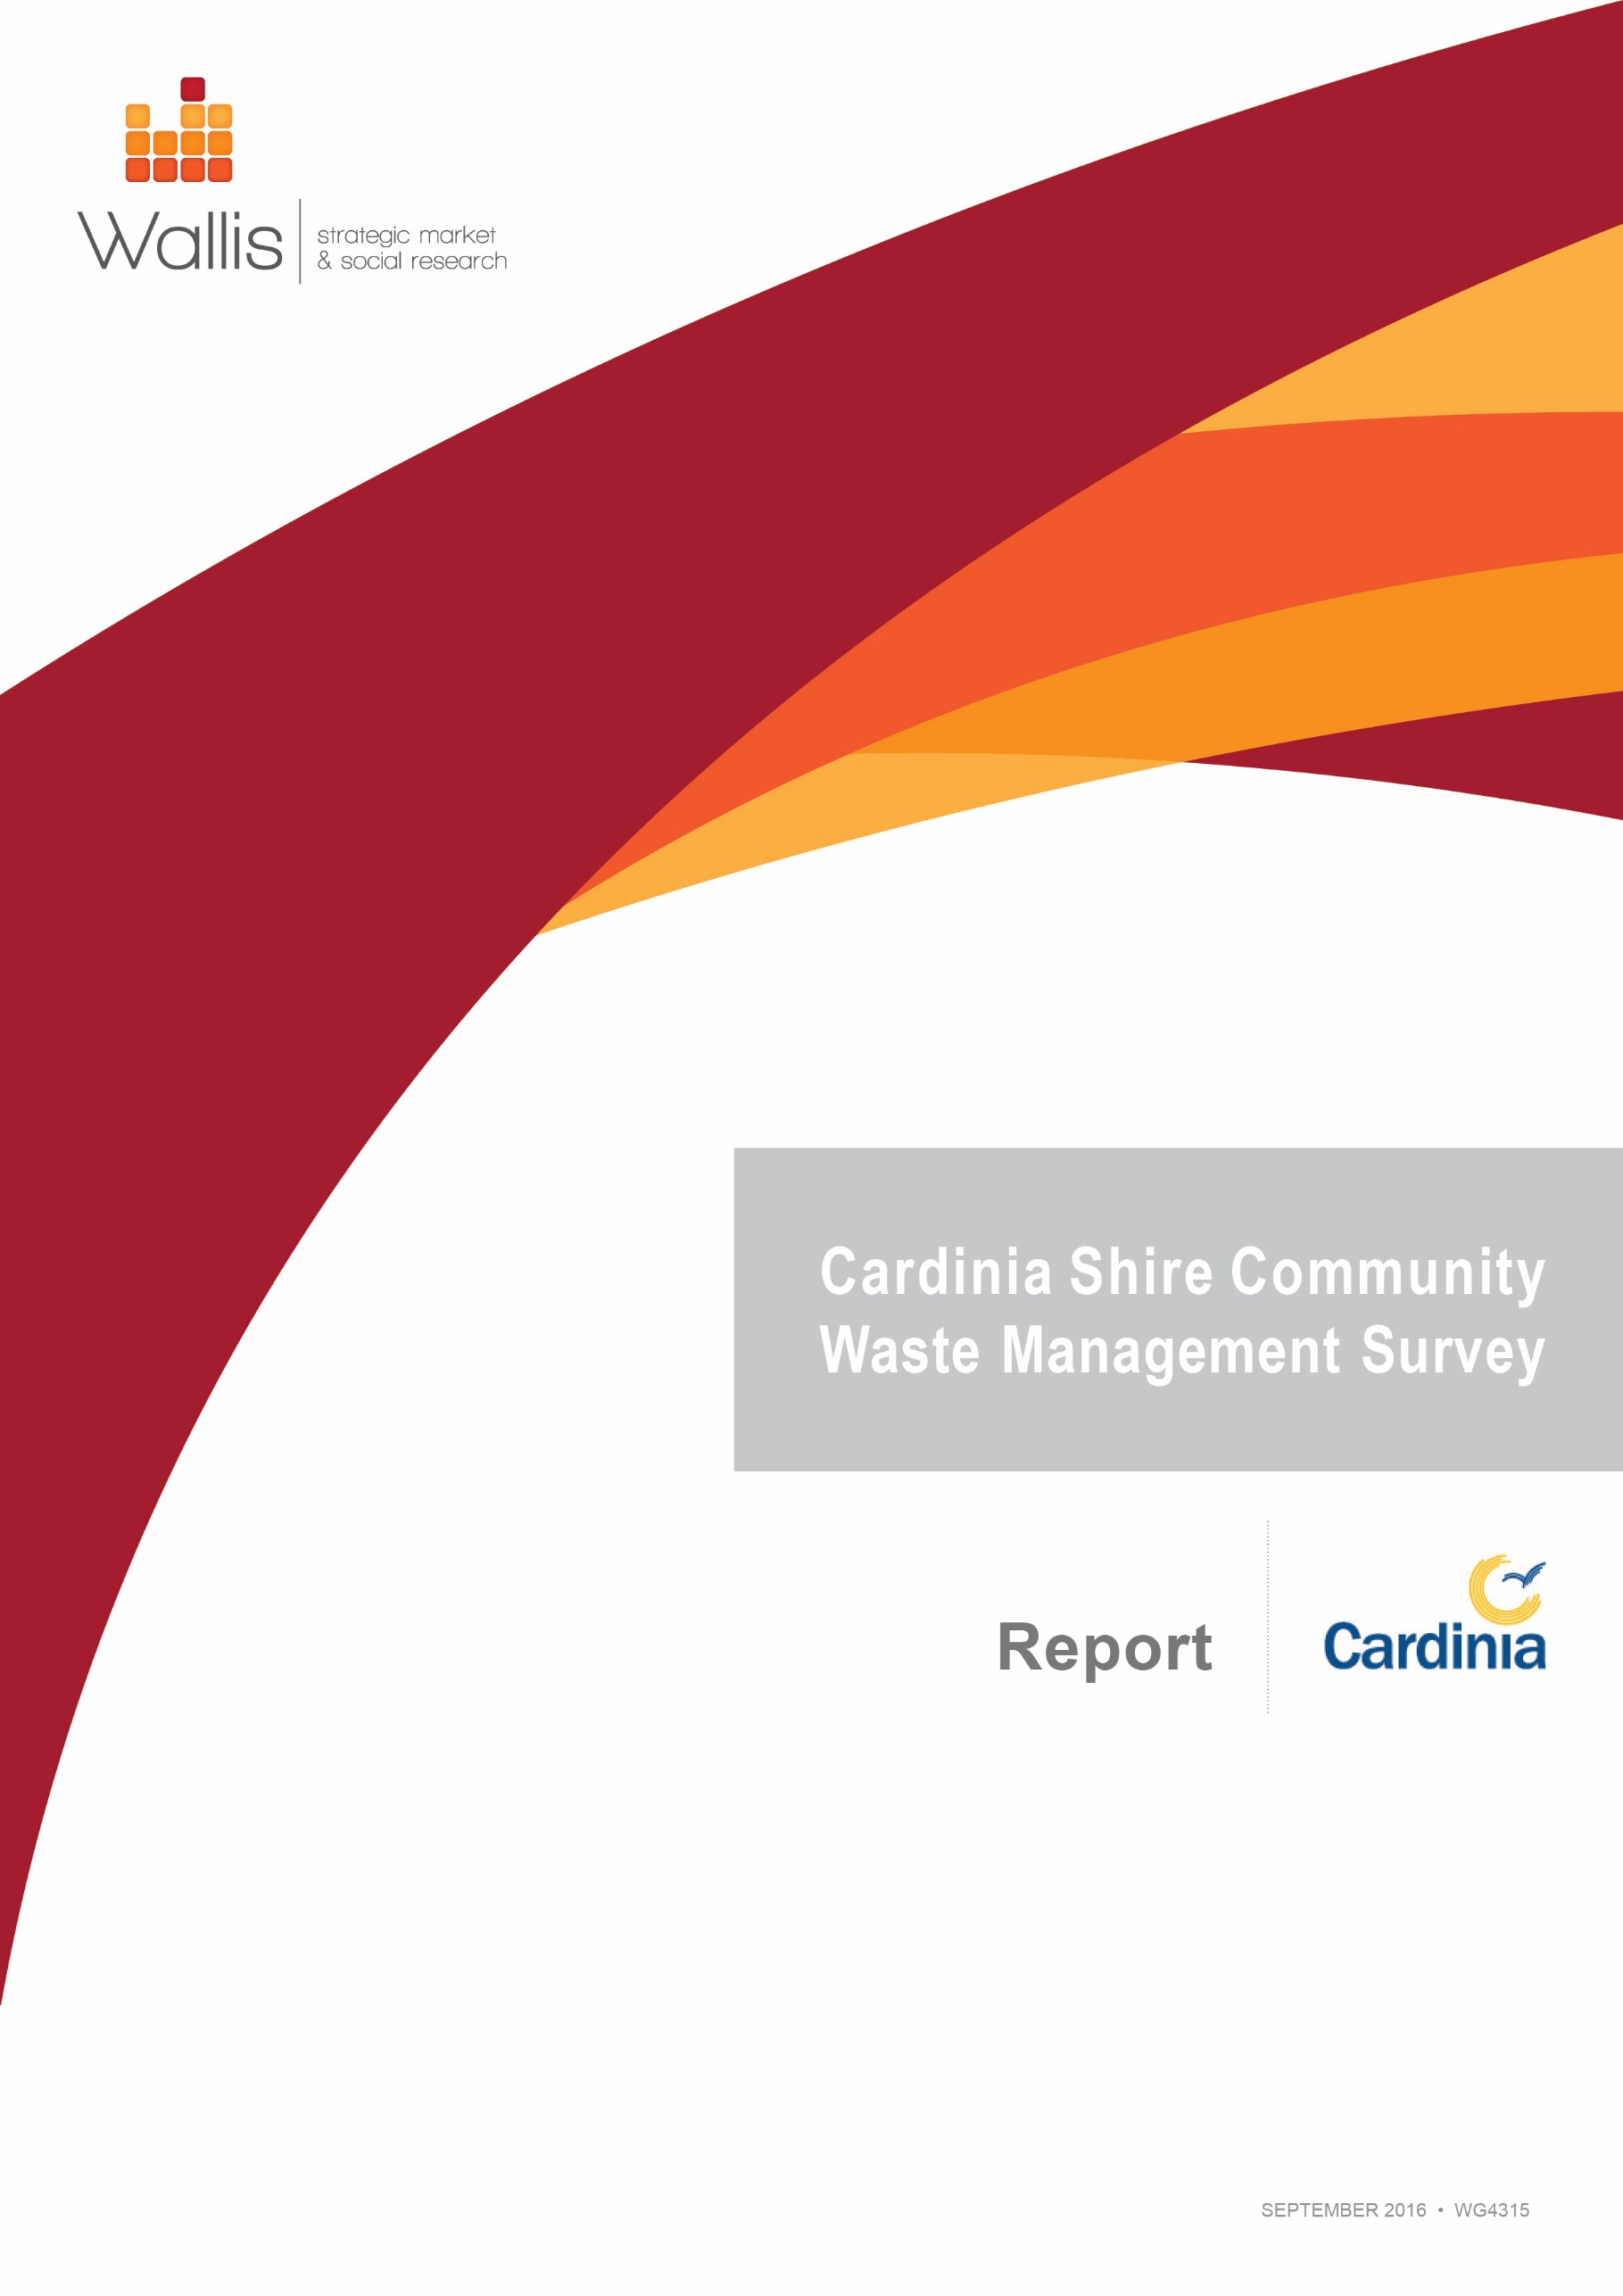 Wallis
strategic market
& social research
Cardinia Shire Community
Waste Management Survey
Report
Cardinia
SEPTEMBER 2016 • WG4315